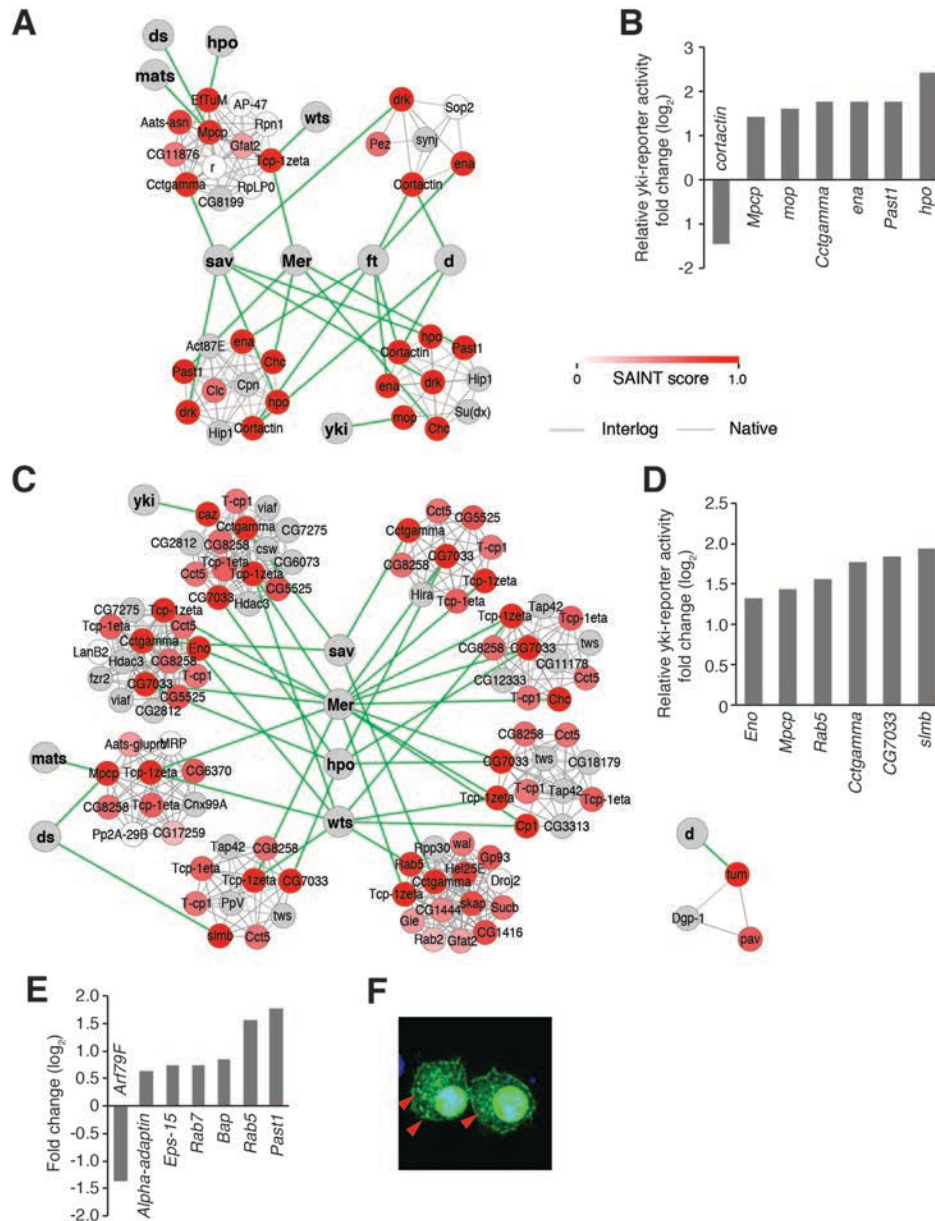 A
ds
hpo
mats
EfTuM
AP-47
Aats-asn
Mpcp
Rpn1
wts
CG11876
Gfat2
Tcp-1zeta
r
Cctgamma
RpLP0
CG8199
drk
Sop2
Pez
synj
ena
Cortactin
sav
Mer
ft
d
Act87E
ena
Past1
Chc
Clc
Cpn
hpo
drk
Cortactin
Hip1
hpo
Cortactin
Past1
drk
Hip1
ena
Su(dx)
mop
Chc
yki
B
Relative yki-reporter activity
fold change (log2)
3
2
1
0
-1
-2
cortactin
Mpcp
mop
Cctgamma
ena
Past1
hpo
0
1.0
SAINT score
Interlog
Native
C
yki
T-cp1
viaf
caz
Cctgamma
CG7275
CG2812
CG8258
csw
CG6073
Tcp-1eta
Cct5
Tcp-1zeta
CG5525
CG7033
Hdac3
Cct5
CG5525
Cctgamma
CG7033
T-cp1
CG8258
Tcp-1zeta
Hira
Tcp-1eta
CG7275
Tcp-1zeta
Tcp-1eta
Cct5
Cctgamma
Eno
LanB2
Hdac3
CG8258
T-cp1
fzr2
CG7033
CG5525
viaf
CG2812
Tcp-1zeta
Tap42
Tcp-1eta
CG8258
CG7033
tws
CG11178
CG12333
Cct5
T-cp1
Chc
sav
Mer
hpo
wts
mats
Aats-glupro
MRP
Mpcp
Tcp-1zeta
CG6370
CG8258
Tcp-1eta
Cnx99A
Pp2A-29B
CG17259
ds
CG8258
Cct5
CG7033
tws
CG18179
T-cp1
Tap42
Tcp-1zeta
Tcp-1eta
Cp1
CG3313
Tap42
CG8258
Tcp-1eta
Tcp-1zeta
CG7033
T-cp1
PpV
tws
slmb
Cct5
Rpp30
wal
Rab5
Hel25E
Gp93
Cctgamma
Droj2
Tcp-1zeta
skap
CG1444
Sucb
Gie
CG1416
Rab2
Gfat2
D
Relative yki-reporter activity
fold change (log2)
2.5
2.0
1.5
1.0
0.5
0
Eno
Mpcp
Rab5
Cctgamma
CG7033
slmb
d
tum
Dgp-1
pav
E
Fold change (log2)
2.0
1.5
1.0
0.5
0
-0.5
-1.0
-1.5
-2.0
Arf79F
Alpha-adaptin
Eps-15
Rab7
Bap
Rab5
Past1
F